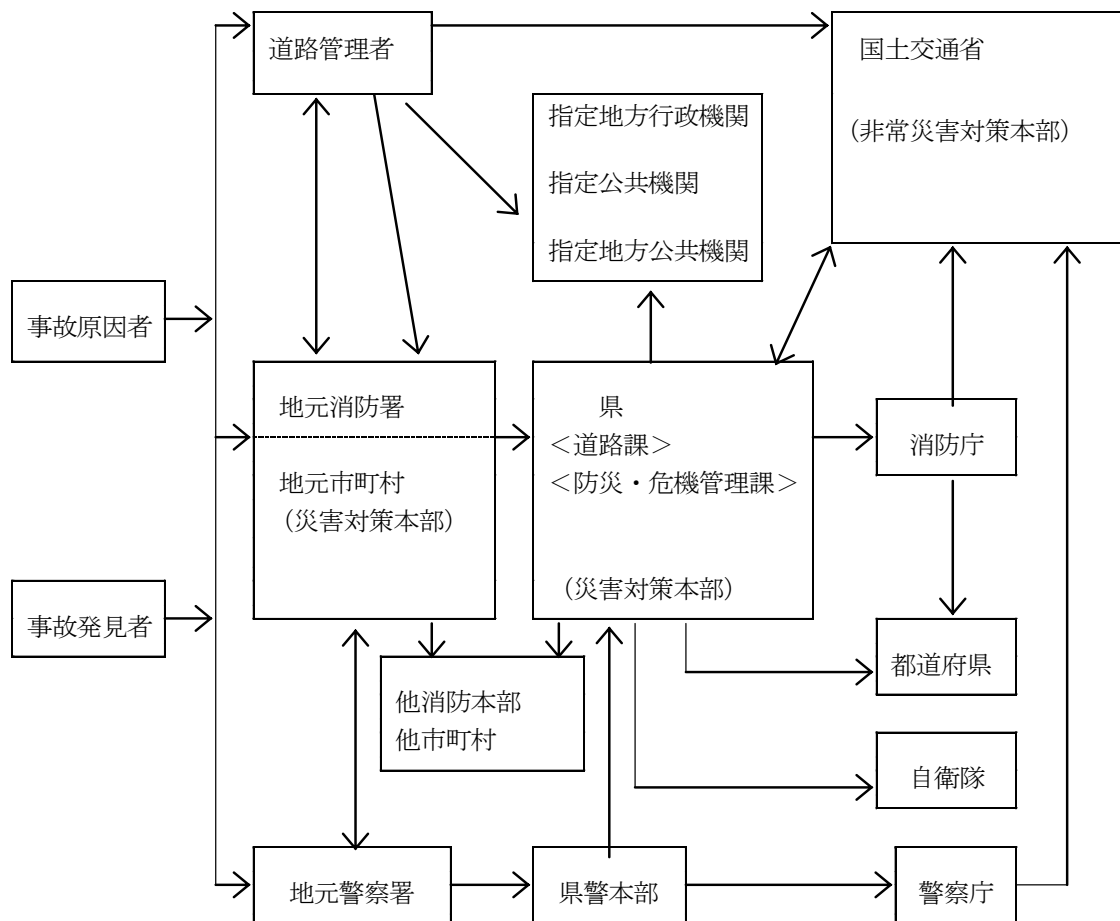 道路管理者
国土交通省
（非常災害対策本部）
指定地方行政機関
指定公共機関
指定地方公共機関
事故原因者
地元消防署
地元市町村
（災害対策本部）
県
＜道路課＞
＜防災・危機管理課＞
（災害対策本部）
消防庁
事故発見者
他消防本部
他市町村
都道府県
自衛隊
地元警察署
県警本部
警察庁